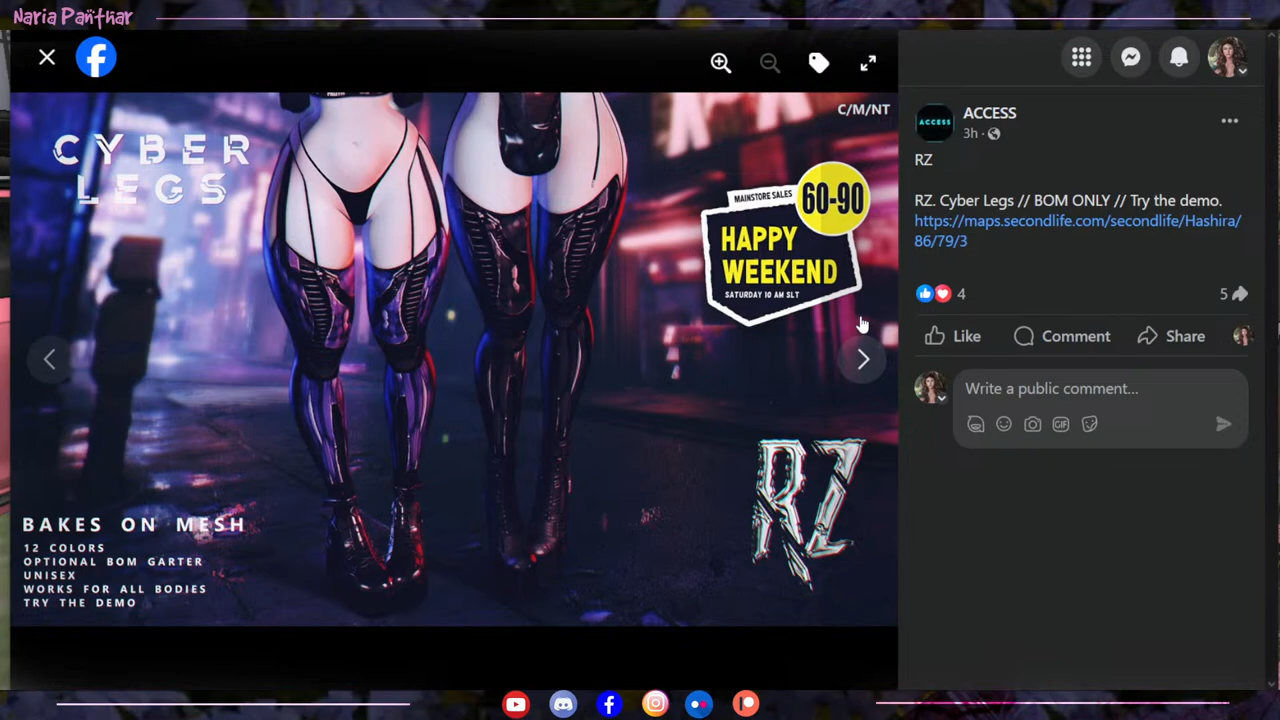 Naria Panthar
C/M/NT
CYBER
LEGS
MAINSTORE SALES
60-90
HAPPY
WEEKEND
SATURDAY 10 AM SLT
RZ
BAKES ON MESH
12 COLORS
OPTIONAL BOM GARTER
UNISEX
WORKS FOR ALL BODIES
TRY THE DEMO
ACCESS
ACCESS
3h ·
RZ
RZ. Cyber Legs // BOM ONLY // Try the demo.
https://maps.secondlife.com/secondlife/Hashira/
86/79/3
4
5
Like
Comment
Share
Write a public comment…
GIF